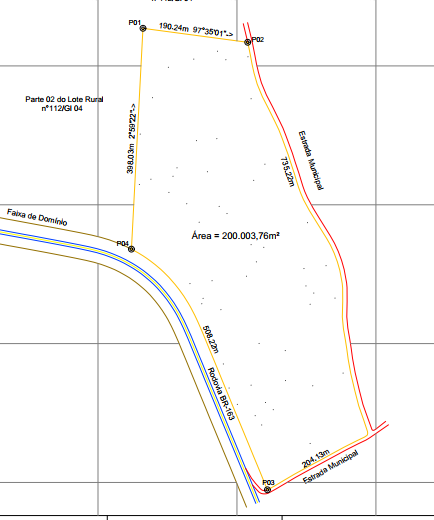 P01
190.24m 97°35'01"->
P02
Parte 02 do Lote Rural
n°112/Gl 04
398.03m 2°59'22"->
Estrada Municipal
735.22m
Faixa de Domínio
P04
Área = 200.003,76m²
508.22m
Rodovia BR-163
P03
204.13m
Estrada Municipal